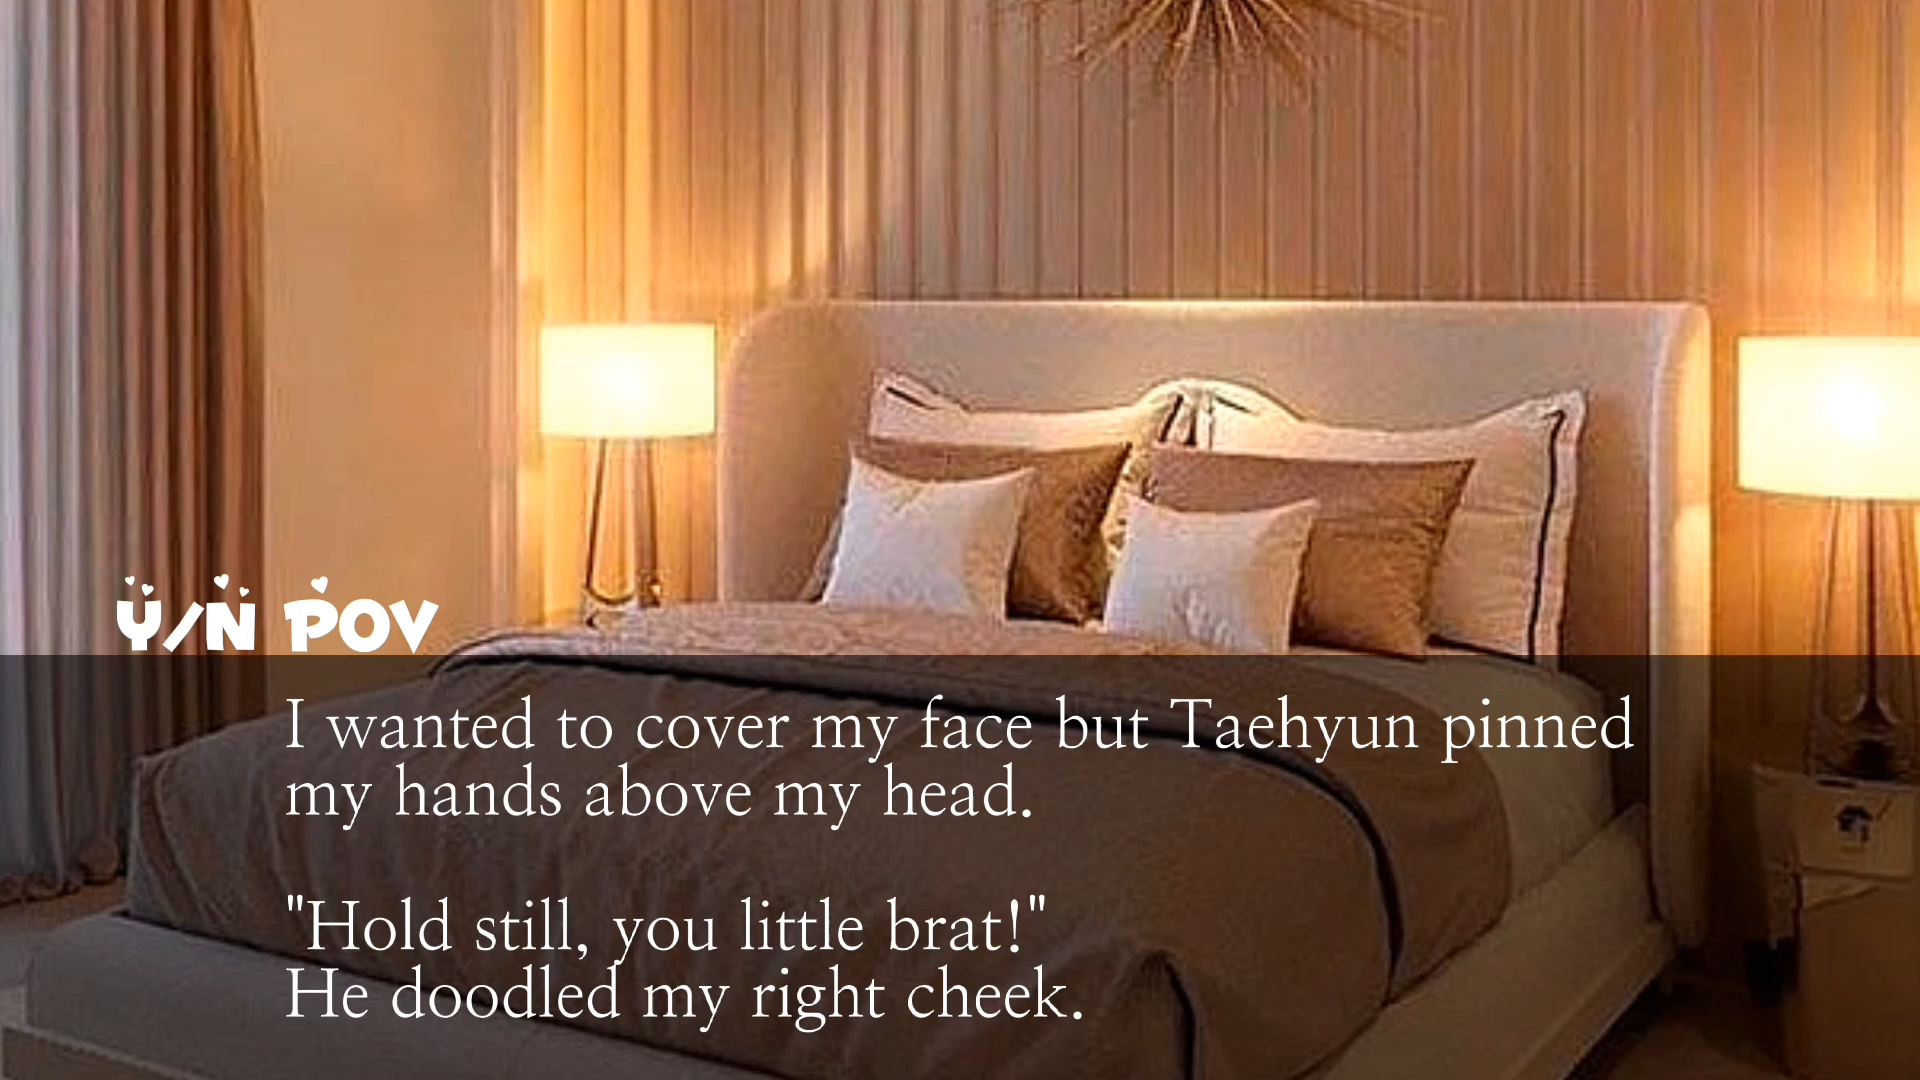 Y/N POV
I wanted to cover my face but Taehyun pinned
my hands above my head.
"Hold still, you little brat!"
He doodled my right cheek.